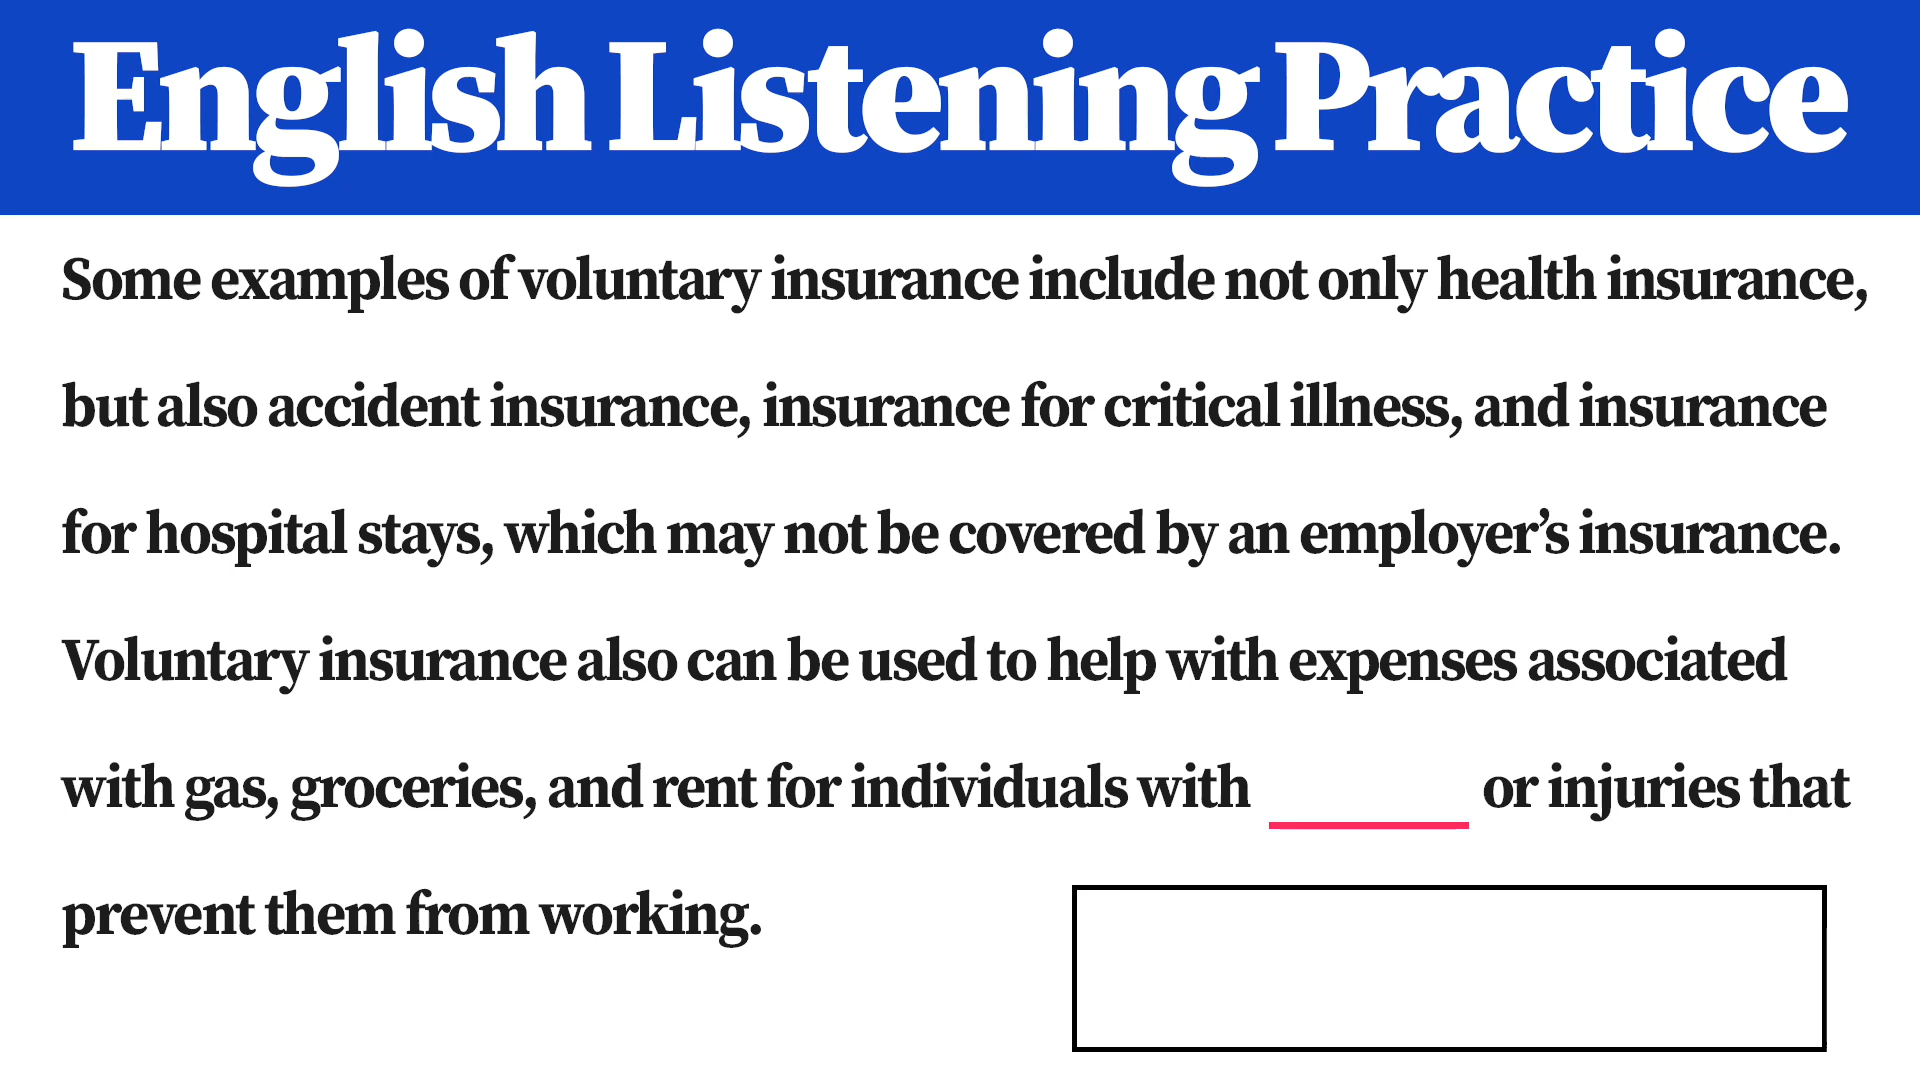 English Listening Practice
Some examples of voluntary insurance include not only health insurance,
but also accident insurance, insurance for critical illness, and insurance
for hospital stays, which may not be covered by an employer’s insurance.
Voluntary insurance also can be used to help with expenses associated
with gas, groceries, and rent for individuals with ______ or injuries that
prevent them from working.